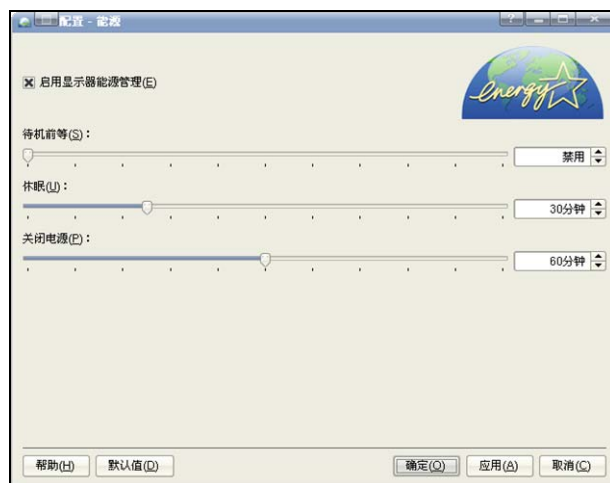 配置 - 能源
启用显示器能源管理(E)
energy
待机前等(S)：
禁用
休眠(U)：
30分钟
关闭电源(P)：
60分钟
帮助(H)
默认值(D)
确定(O)
应用(A)
取消(C)